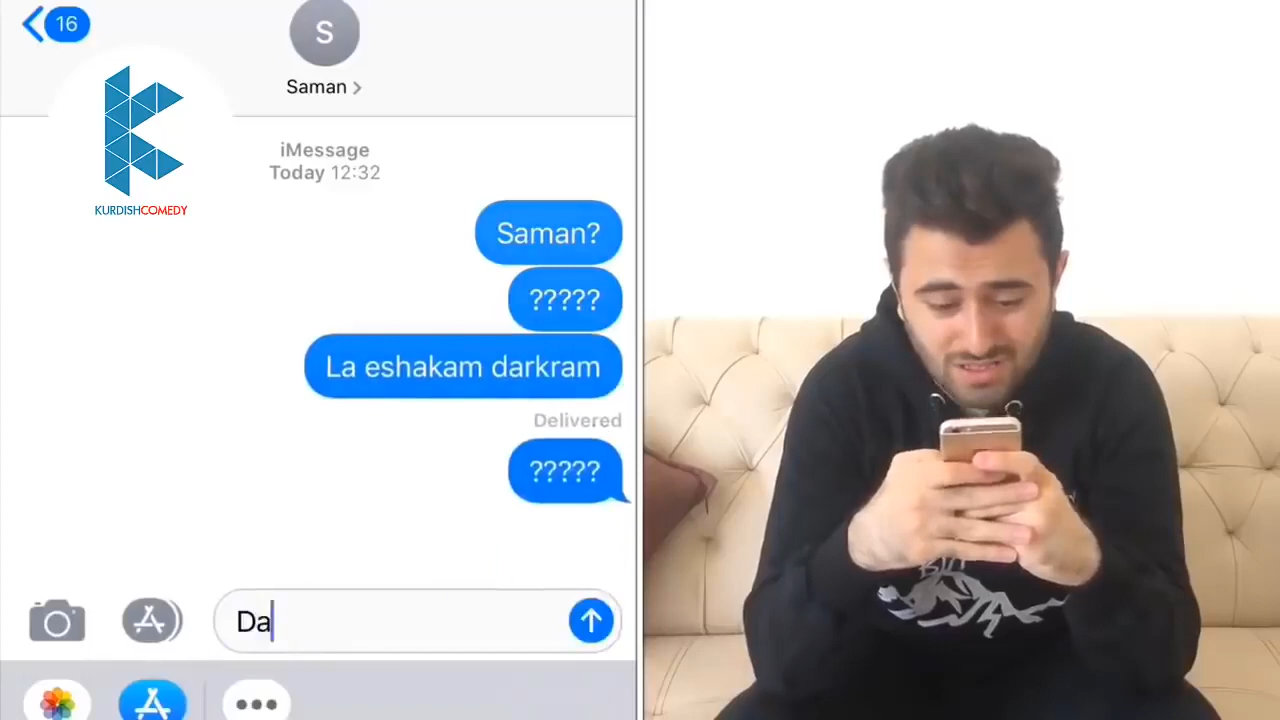 16
S
Saman
KURDISHCOMEDY
iMessage
Today 12:32
Saman?
?????
La eshakam darkram
Delivered
?????
Da